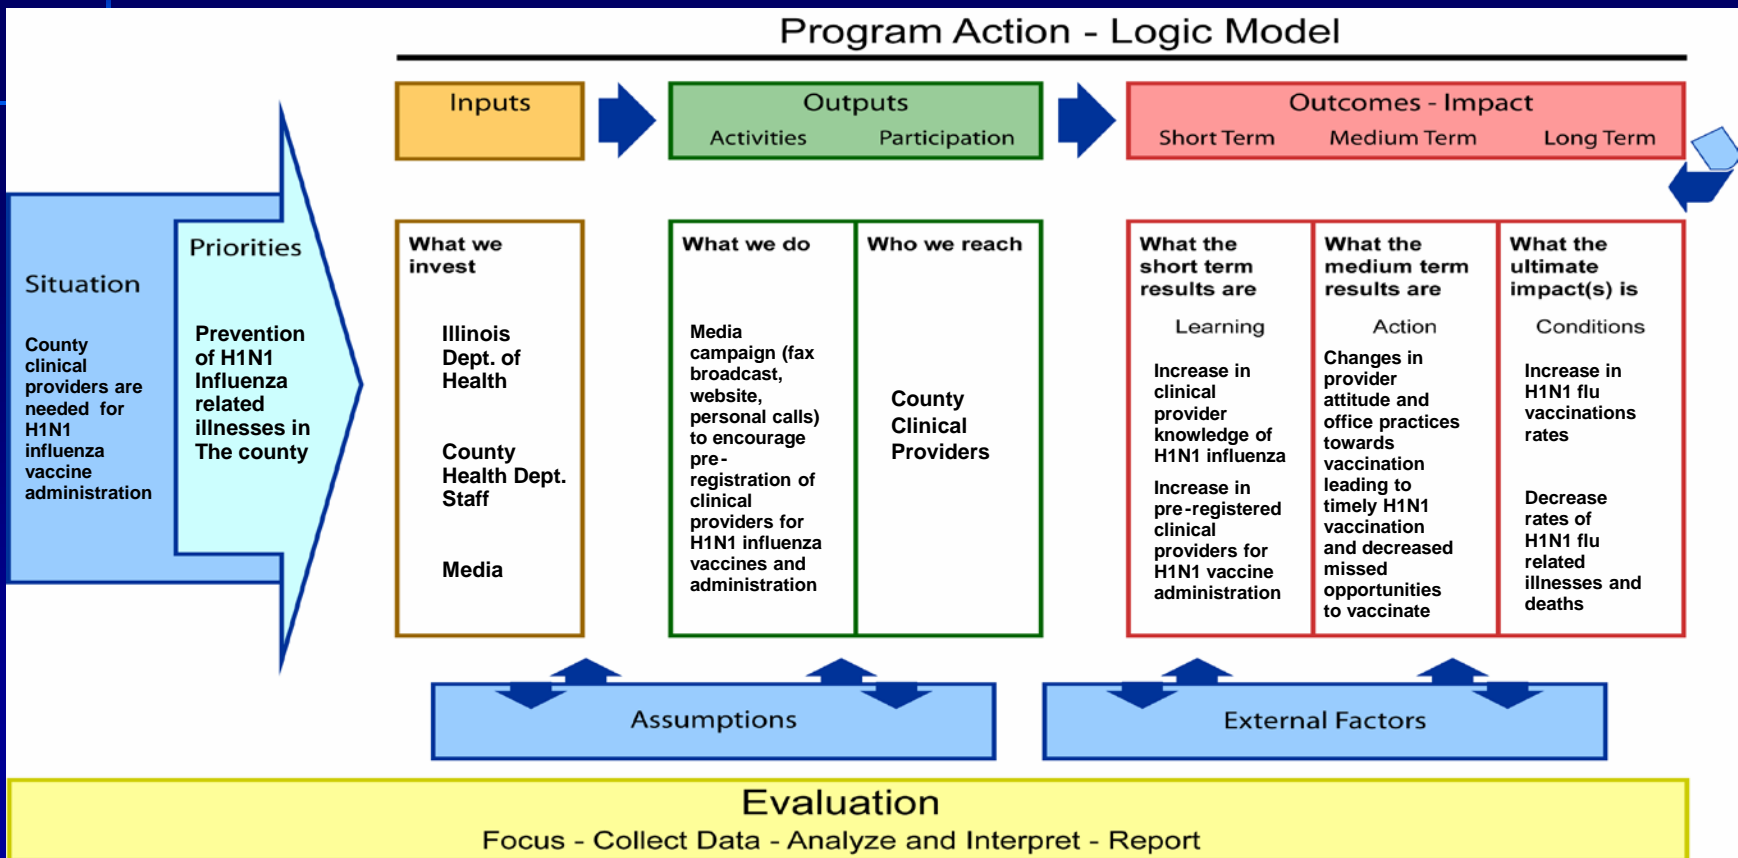 Program Action - Logic Model
Inputs
Outputs
Activities
Participation
Outcomes - Impact
Short Term
Medium Term
Long Term
Situation
County
clinical
providers are
needed for
H1N1
influenza
vaccine
administration
Priorities
Prevention
of H1N1
Influenza
related
illnesses in
The county
What we
invest
Illinois
Dept. of
Health
County
Health Dept.
Staff
Media
What we do
Media
campaign (fax
broadcast,
website,
personal calls)
to encourage
pre-
registration of
clinical
providers for
H1N1 influenza
vaccines and
administration
Who we reach
County
Clinical
Providers
What the
short term
results are
Learning
Increase in
clinical
provider
knowledge of
H1N1 influenza
Increase in
pre-registered
clinical
providers for
H1N1 vaccine
administration
What the
medium term
results are
Action
Changes in
provider
attitude and
office practices
towards
vaccination
leading to
timely H1N1
vaccination
and decreased
missed
opportunities
to vaccinate
What the
ultimate
impact(s) is
Conditions
Increase in
H1N1 flu
vaccinations
rates
Decrease
rates of
H1N1 flu
related
illnesses and
deaths
Assumptions
External Factors
Evaluation
Focus - Collect Data - Analyze and Interpret - Report